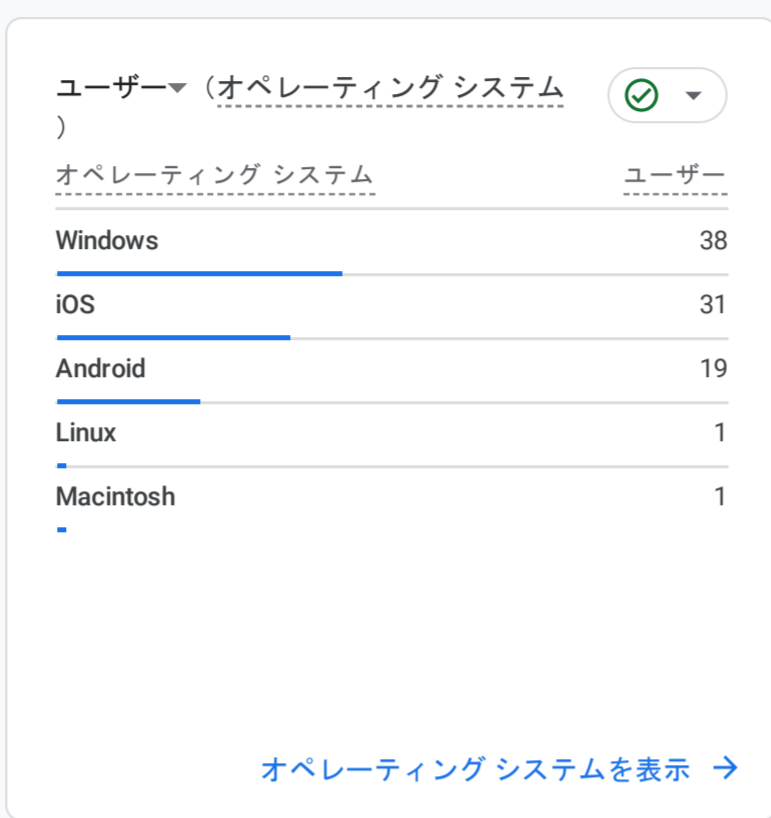 ユーザー▾（オペレーティング システム
）
オペレーティング システム ユーザー
Windows 38
iOS 31
Android 19
Linux 1
Macintosh 1
オペレーティング システムを表示 →